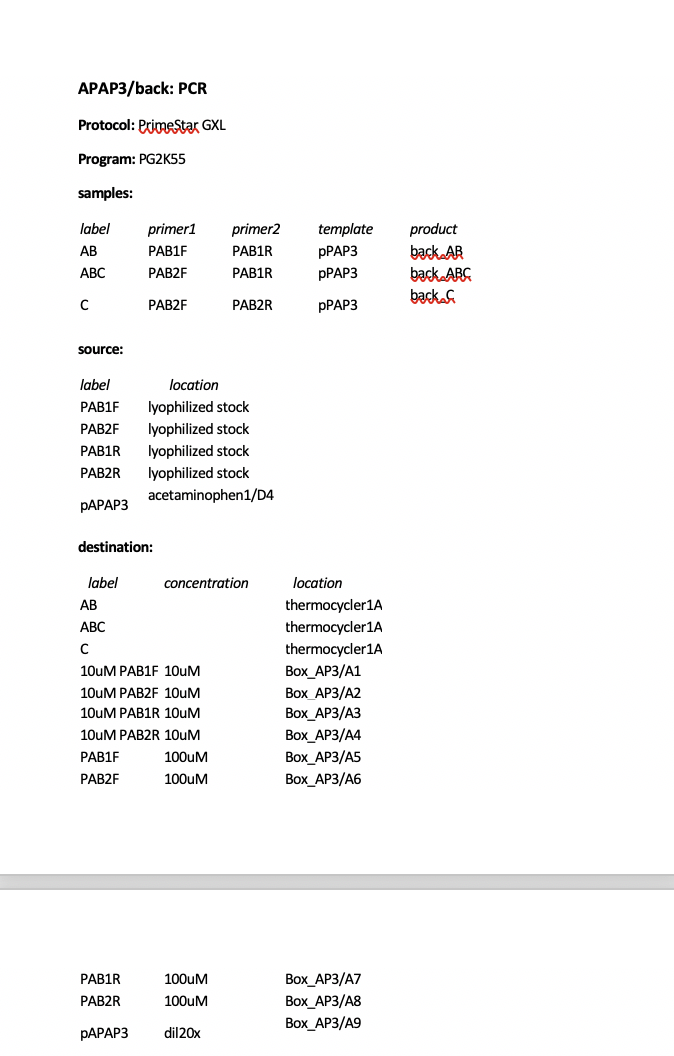 APAP3/back: PCR
Protocol: PrimeStar GXL
Program: PG2K55
samples:
label primer1 primer2 template product
AB PAB1F PAB1R pPAP3 back_AB
ABC PAB2F PAB1R pPAP3 back_ABC
C PAB2F PAB2R pPAP3 back_C
source:
label location
PAB1F lyophilized stock
PAB2F lyophilized stock
PAB1R lyophilized stock
PAB2R lyophilized stock
pAPAP3 acetaminophen1/D4
destination:
label concentration location
AB thermocycler1A
ABC thermocycler1A
C thermocycler1A
10uM PAB1F 10uM Box_AP3/A1
10uM PAB2F 10uM Box_AP3/A2
10uM PAB1R 10uM Box_AP3/A3
10uM PAB2R 10uM Box_AP3/A4
PAB1F 100uM Box_AP3/A5
PAB2F 100uM Box_AP3/A6
PAB1R 100uM Box_AP3/A7
PAB2R 100uM Box_AP3/A8
pAPAP3 dil20x Box_AP3/A9